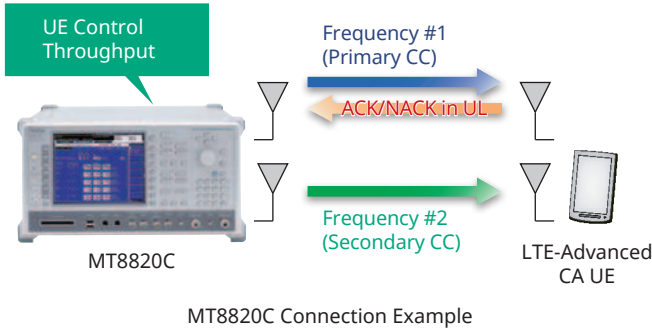 UE Control
Throughput
Frequency #1
(Primary CC)
ACK/NACK in UL
Frequency #2
(Secondary CC)
MT8820C
LTE-Advanced
CA UE
MT8820C Connection Example